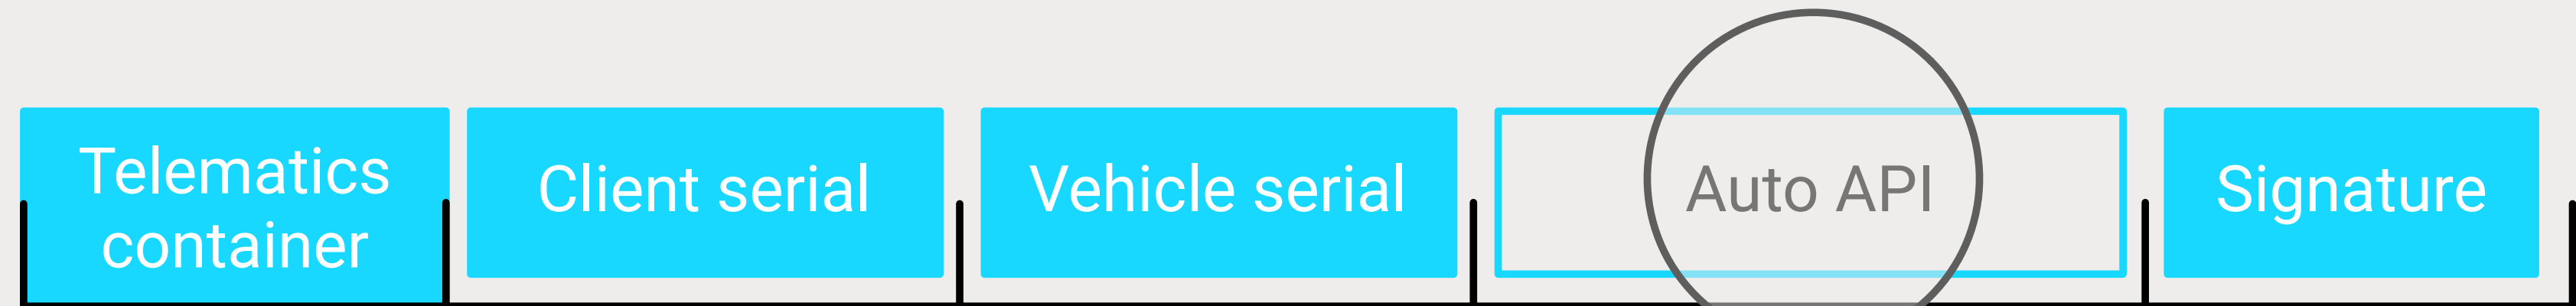 Telematics
container
Client serial
Vehicle serial
Auto API
Signature